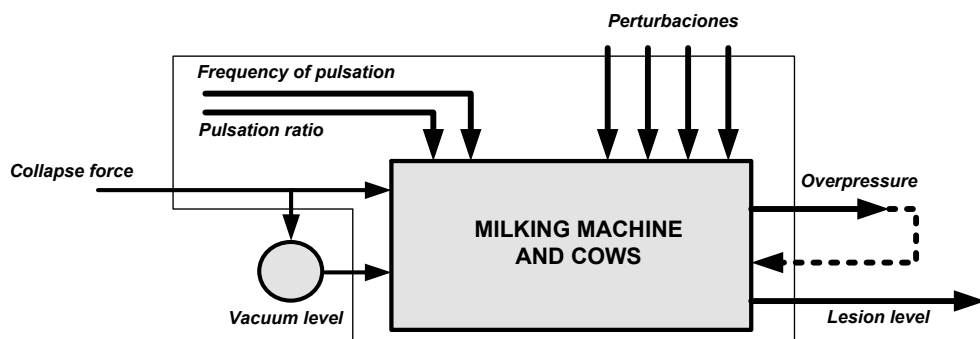 Perturbaciones
Frequency of pulsation
Pulsation ratio
Collapse force
Overpressure
MILKING MACHINE
AND COWS
Vacuum level
Lesion level